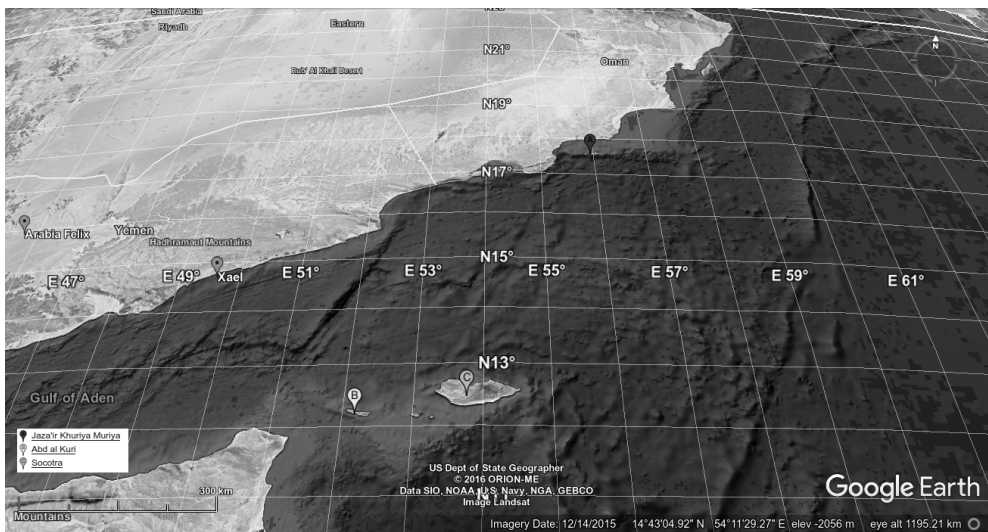 Saudi Arabia
Riyadh
Eastern
N21°
Oman
Rub' Al Khali Desert
N19°
A
N17°
Arabia Felix
Yemen
Hadhramaut Mountains
N15°
Xael
E 47°
E 49°
E 51°
E 53°
E 55°
E 57°
E 59°
E 61°
N
N13°
C
B
Gulf of Aden
Jaza'ir Khuriya Muriya
Abd al Kuri
Socotra
300 km
Mountains
N11
US Dept of State Geographer
© 2016 ORION-ME
Data SIO, NOAA, U.S. Navy, NGA, GEBCO
Image Landsat
Google Earth
Imagery Date: 12/14/2015 14°43'04.92" N 54°11'29.27" E elev -2056 m eye alt 1195.21 km